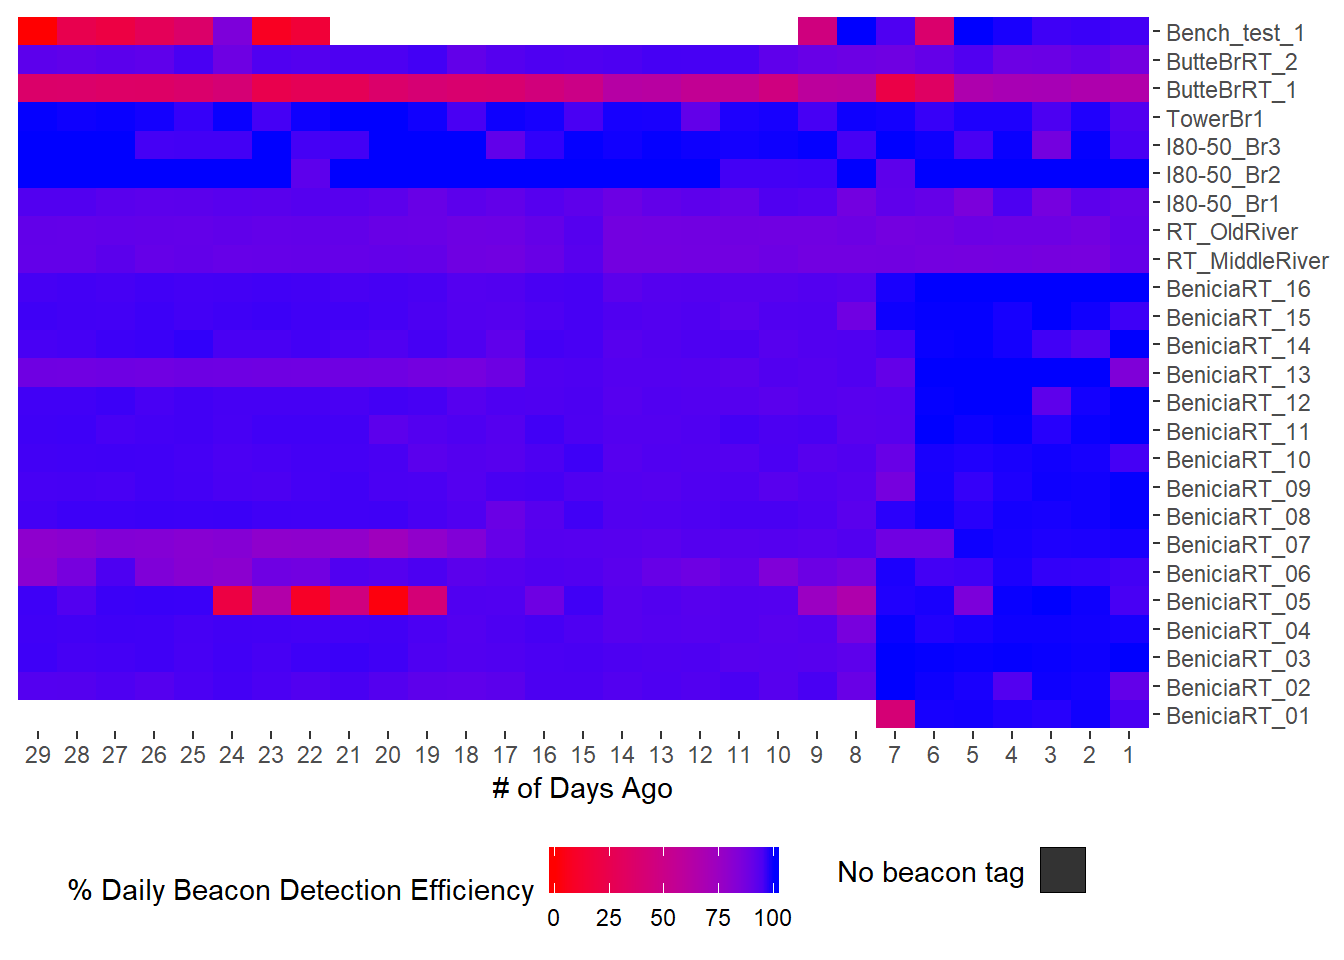 Bench_test_1
ButteBrRT_2
ButteBrRT_1
TowerBr1
I80-50_Br3
I80-50_Br2
I80-50_Br1
RT_OldRiver
RT_MiddleRiver
BeniciaRT_16
BeniciaRT_15
BeniciaRT_14
BeniciaRT_13
BeniciaRT_12
BeniciaRT_11
BeniciaRT_10
BeniciaRT_09
BeniciaRT_08
BeniciaRT_07
BeniciaRT_06
BeniciaRT_05
BeniciaRT_04
BeniciaRT_03
BeniciaRT_02
BeniciaRT_01
29 28 27 26 25 24 23 22 21 20 19 18 17 16 15 14 13 12 11 10 9 8 7 6 5 4 3 2 1
# of Days Ago
% Daily Beacon Detection Efficiency
0 25 50 75 100
No beacon tag